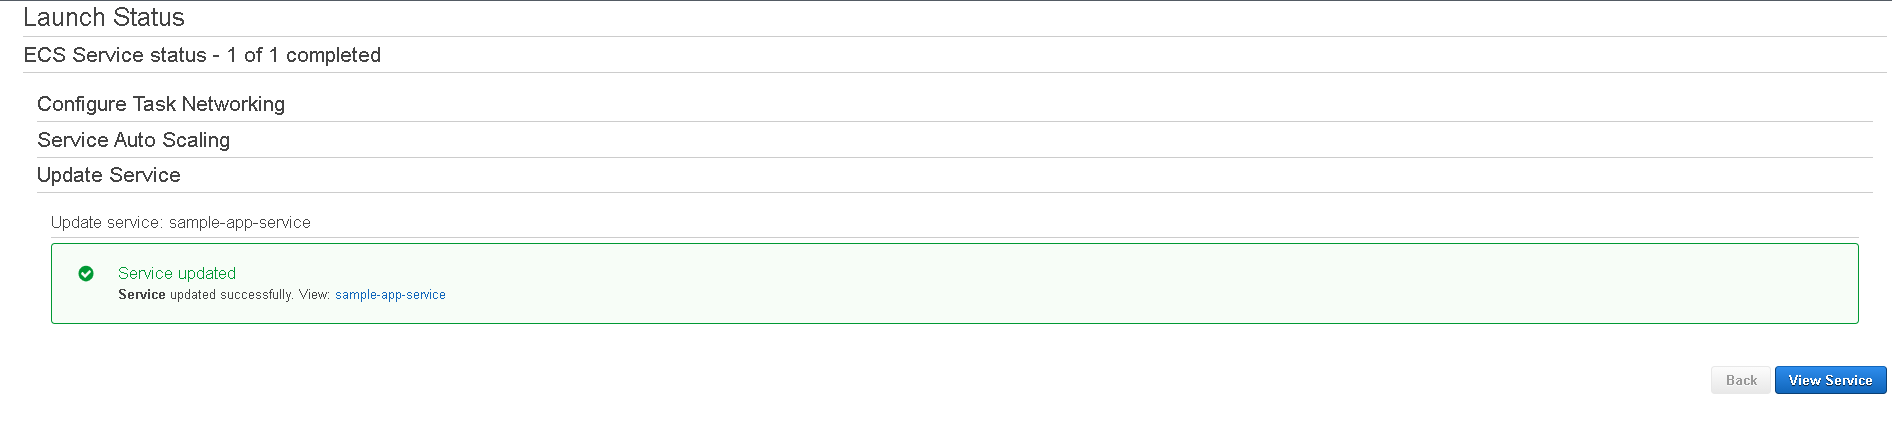 Launch Status
ECS Service status - 1 of 1 completed
Configure Task Networking
Service Auto Scaling
Update Service
Update service: sample-app-service
Service updated
Service updated successfully. View: sample-app-service
Back View Service